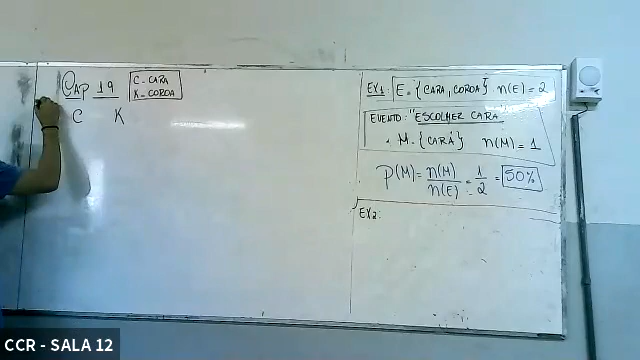 CAP 19
C - CARA
K - COROA
C K
EX1: E = {CARA, COROA} n(E) = 2
EVENTO: "ESCOLHER CARA"
• M = {CARA} n(M) = 1
P(M) = n(M)/n(E) = 1/2 = 50%
EX2:
CCR - SALA 12